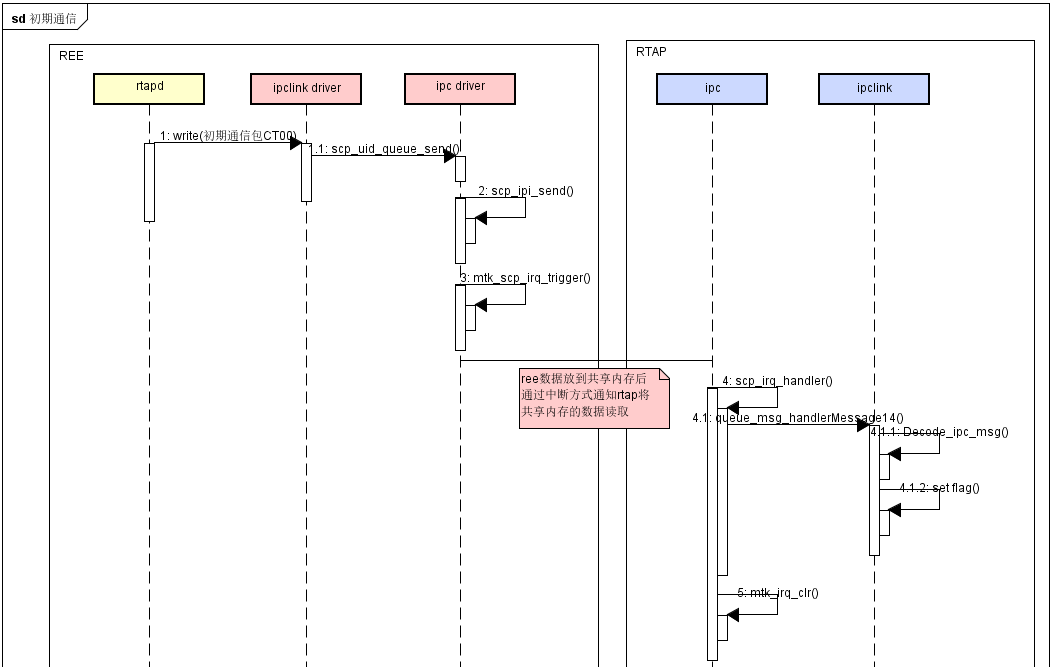 sd 初期通信
REE
RTAP
rtapd
ipclink driver
ipc driver
ipc
ipclink
1: write(初期通信包CT00)
1.1: scp_uid_queue_send()
2: scp_ipi_send()
3: mtk_scp_irq_trigger()
ree数据放到共享内存后
通过中断方式通知rtap将
共享内存的数据读取
4: scp_irq_handler()
4.1: queue_msg_handlerMessage14()
4.1.1: Decode_ipc_msg()
4.1.2: set flag()
5: mtk_irq_clr()